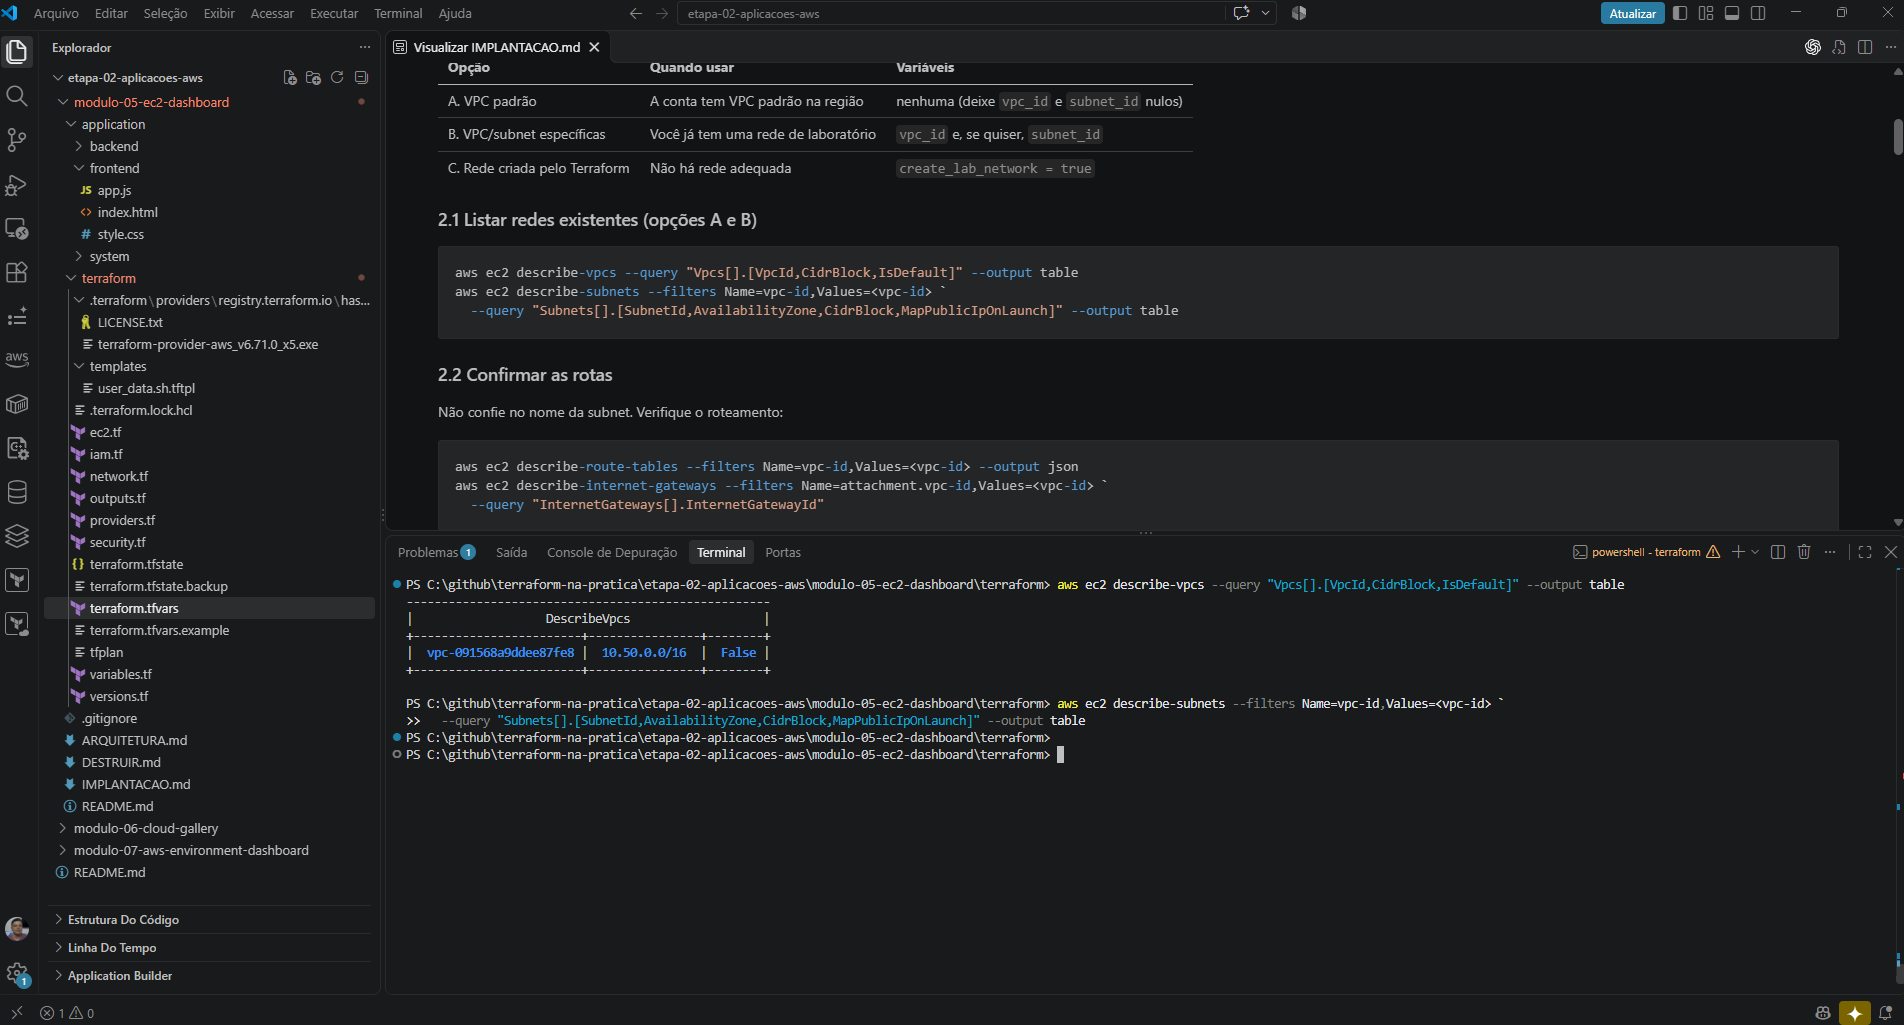 Arquivo Editar Seleção Exibir Acessar Executar Terminal Ajuda
etapa-02-aplicacoes-aws
Atualizar
Explorador
etapa-02-aplicacoes-aws
modulo-05-ec2-dashboard
application
backend
frontend
JS app.js
<> index.html
# style.css
system
terraform
.terraform\providers\registry.terraform.io\has...
LICENSE.txt
terraform-provider-aws_v6.71.0_x5.exe
templates
user_data.sh.tftpl
.terraform.lock.hcl
ec2.tf
iam.tf
network.tf
outputs.tf
providers.tf
security.tf
{} terraform.tfstate
terraform.tfstate.backup
terraform.tfvars
terraform.tfvars.example
tfplan
variables.tf
versions.tf
.gitignore
ARQUITETURA.md
DESTRUIR.md
IMPLANTACAO.md
README.md
modulo-06-cloud-gallery
modulo-07-aws-environment-dashboard
README.md
Estrutura Do Código
Linha Do Tempo
Application Builder
aws
1
1 0
Visualizar IMPLANTACAO.md
Opção Quando usar Variáveis
A. VPC padrão A conta tem VPC padrão na região nenhuma (deixe vpc_id e subnet_id nulos)
B. VPC/subnet específicas Você já tem uma rede de laboratório vpc_id e, se quiser, subnet_id
C. Rede criada pelo Terraform Não há rede adequada create_lab_network = true
2.1 Listar redes existentes (opções A e B)
aws ec2 describe-vpcs --query "Vpcs[].[VpcId,CidrBlock,IsDefault]" --output table
aws ec2 describe-subnets --filters Name=vpc-id,Values=<vpc-id> `
--query "Subnets[].[SubnetId,AvailabilityZone,CidrBlock,MapPublicIpOnLaunch]" --output table
2.2 Confirmar as rotas
Não confie no nome da subnet. Verifique o roteamento:
aws ec2 describe-route-tables --filters Name=vpc-id,Values=<vpc-id> --output json
aws ec2 describe-internet-gateways --filters Name=attachment.vpc-id,Values=<vpc-id> `
--query "InternetGateways[].InternetGatewayId"
Problemas 1 Saída Console de Depuração Terminal Portas
powershell - terraform
PS C:\github\terraform-na-pratica\etapa-02-aplicacoes-aws\modulo-05-ec2-dashboard\terraform> aws ec2 describe-vpcs --query "Vpcs[].[VpcId,CidrBlock,IsDefault]" --output table
---------------------------------------------------
| DescribeVpcs |
+------------------------+----------------+--------+
| vpc-091568a9ddee87fe8 | 10.50.0.0/16 | False |
+------------------------+----------------+--------+
PS C:\github\terraform-na-pratica\etapa-02-aplicacoes-aws\modulo-05-ec2-dashboard\terraform> aws ec2 describe-subnets --filters Name=vpc-id,Values=<vpc-id> `
>> --query "Subnets[].[SubnetId,AvailabilityZone,CidrBlock,MapPublicIpOnLaunch]" --output table
PS C:\github\terraform-na-pratica\etapa-02-aplicacoes-aws\modulo-05-ec2-dashboard\terraform>
PS C:\github\terraform-na-pratica\etapa-02-aplicacoes-aws\modulo-05-ec2-dashboard\terraform>